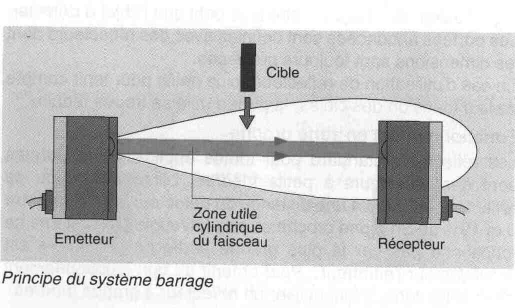 Cible
Zone utile
cylindrique
du faisceau
Emetteur
Récepteur
Principe du système barrage